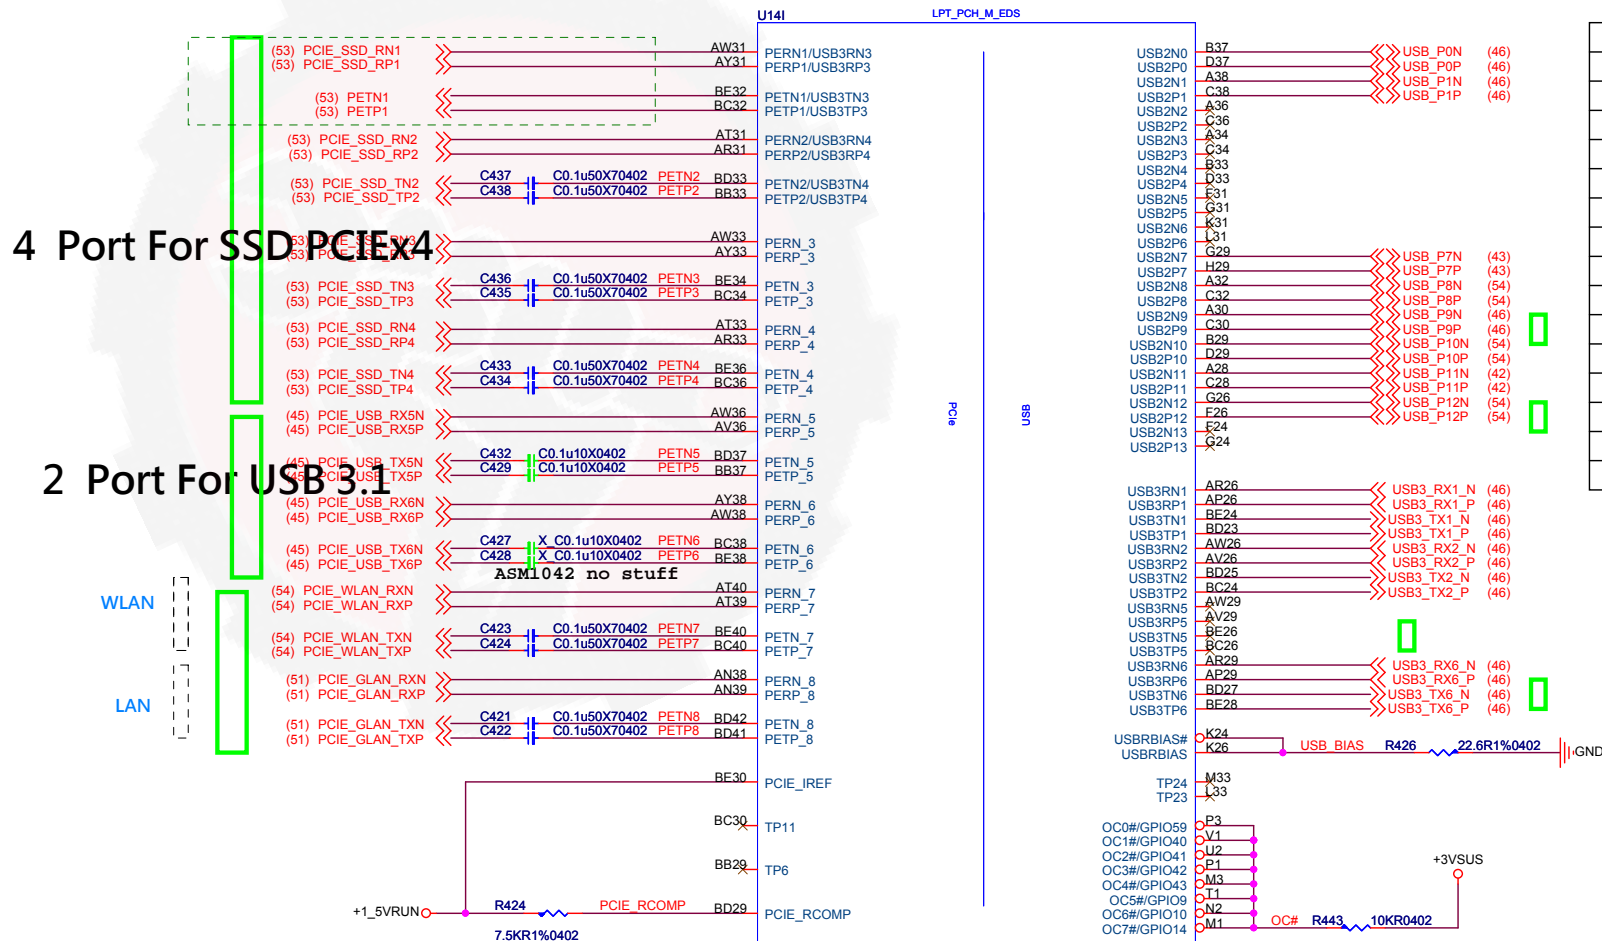 U14I LPT_PCH_M_EDS
(53) PCIE_SSD_RN1 AW31 PERN1/USB3RN3
(53) PCIE_SSD_RP1 AY31 PERP1/USB3RP3
(53) PETN1 BE32 PETN1/USB3TN3
(53) PETP1 BC32 PETP1/USB3TP3
(53) PCIE_SSD_RN2 AT31 PERN2/USB3RN4
(53) PCIE_SSD_RP2 AR31 PERP2/USB3RP4
(53) PCIE_SSD_TN2 C437 C0.1u50X70402 PETN2 BD33 PETN2/USB3TN4
(53) PCIE_SSD_TP2 C438 C0.1u50X70402 PETP2 BB33 PETP2/USB3TP4
4 Port For SSD PCIEx4
(53) PCIE_SSD_RN3 AW33 PERN_3
(53) PCIE_SSD_RP3 AY33 PERP_3
(53) PCIE_SSD_TN3 C436 C0.1u50X70402 PETN3 BE34 PETN_3
(53) PCIE_SSD_TP3 C435 C0.1u50X70402 PETP3 BC34 PETP_3
(53) PCIE_SSD_RN4 AT33 PERN_4
(53) PCIE_SSD_RP4 AR33 PERP_4
(53) PCIE_SSD_TN4 C433 C0.1u50X70402 PETN4 BE36 PETN_4
(53) PCIE_SSD_TP4 C434 C0.1u50X70402 PETP4 BC36 PETP_4
(45) PCIE_USB_RX5N AW36 PERN_5
(45) PCIE_USB_RX5P AV36 PERP_5
2 Port For USB 3.1
(45) PCIE_USB_TX5N C432 C0.1u10X0402 PETN5 BD37 PETN_5
(45) PCIE_USB_TX5P C429 C0.1u10X0402 PETP5 BB37 PETP_5
(45) PCIE_USB_RX6N AY38 PERN_6
(45) PCIE_USB_RX6P AW38 PERP_6
(45) PCIE_USB_TX6N C427 X_C0.1u10X0402 PETN6 BC38 PETN_6
(45) PCIE_USB_TX6P C428 X_C0.1u10X0402 PETP6 BE38 PETP_6
ASM1042 no stuff
WLAN
(54) PCIE_WLAN_RXN AT40 PERN_7
(54) PCIE_WLAN_RXP AT39 PERP_7
(54) PCIE_WLAN_TXN C423 C0.1u50X70402 PETN7 BE40 PETN_7
(54) PCIE_WLAN_TXP C424 C0.1u50X70402 PETP7 BC40 PETP_7
LAN
(51) PCIE_GLAN_RXN AN38 PERN_8
(51) PCIE_GLAN_RXP AN39 PERP_8
(51) PCIE_GLAN_TXN C421 C0.1u50X70402 PETN8 BD42 PETN_8
(51) PCIE_GLAN_TXP C422 C0.1u50X70402 PETP8 BD41 PETP_8
BE30 PCIE_IREF
BC30 TP11
BB29 TP6
+1_5VRUN R424 PCIE_RCOMP BD29 PCIE_RCOMP
7.5KR1%0402
PCIe
USB
USB2N0 B37 USB_P0N (46)
USB2P0 D37 USB_P0P (46)
USB2N1 A38 USB_P1N (46)
USB2P1 C38 USB_P1P (46)
USB2N2 A36
USB2P2 C36
USB2N3 A34
USB2P3 C34
USB2N4 B33
USB2P4 D33
USB2N5 F31
USB2P5 G31
USB2N6 K31
USB2P6 L31
USB2N7 G29 USB_P7N (43)
USB2P7 H29 USB_P7P (43)
USB2N8 A32 USB_P8N (54)
USB2P8 C32 USB_P8P (54)
USB2N9 A30 USB_P9N (46)
USB2P9 C30 USB_P9P (46)
USB2N10 B29 USB_P10N (54)
USB2P10 D29 USB_P10P (54)
USB2N11 A28 USB_P11N (42)
USB2P11 C28 USB_P11P (42)
USB2N12 G26 USB_P12N (54)
USB2P12 F26 USB_P12P (54)
USB2N13 F24
USB2P13 G24
USB3RN1 AR26 USB3_RX1_N (46)
USB3RP1 AP26 USB3_RX1_P (46)
USB3TN1 BE24 USB3_TX1_N (46)
USB3TP1 BD23 USB3_TX1_P (46)
USB3RN2 AW26 USB3_RX2_N (46)
USB3RP2 AV26 USB3_RX2_P (46)
USB3TN2 BD25 USB3_TX2_N (46)
USB3TP2 BC24 USB3_TX2_P (46)
USB3RN5 AW29
USB3RP5 AV29
USB3TN5 BE26
USB3TP5 BC26
USB3RN6 AR29 USB3_RX6_N (46)
USB3RP6 AP29 USB3_RX6_P (46)
USB3TN6 BD27 USB3_TX6_N (46)
USB3TP6 BE28 USB3_TX6_P (46)
USBRBIAS# K24
USBRBIAS K26 USB_BIAS R426 22.6R1%0402 GND
TP24 M33
TP23 L33
OC0#/GPIO59 P3
OC1#/GPIO40 V1
OC2#/GPIO41 U2
OC3#/GPIO42 P1
OC4#/GPIO43 M3
OC5#/GPIO9 T1
OC6#/GPIO10 N2
OC7#/GPIO14 M1 OC# R443 10KR0402
+3VSUS